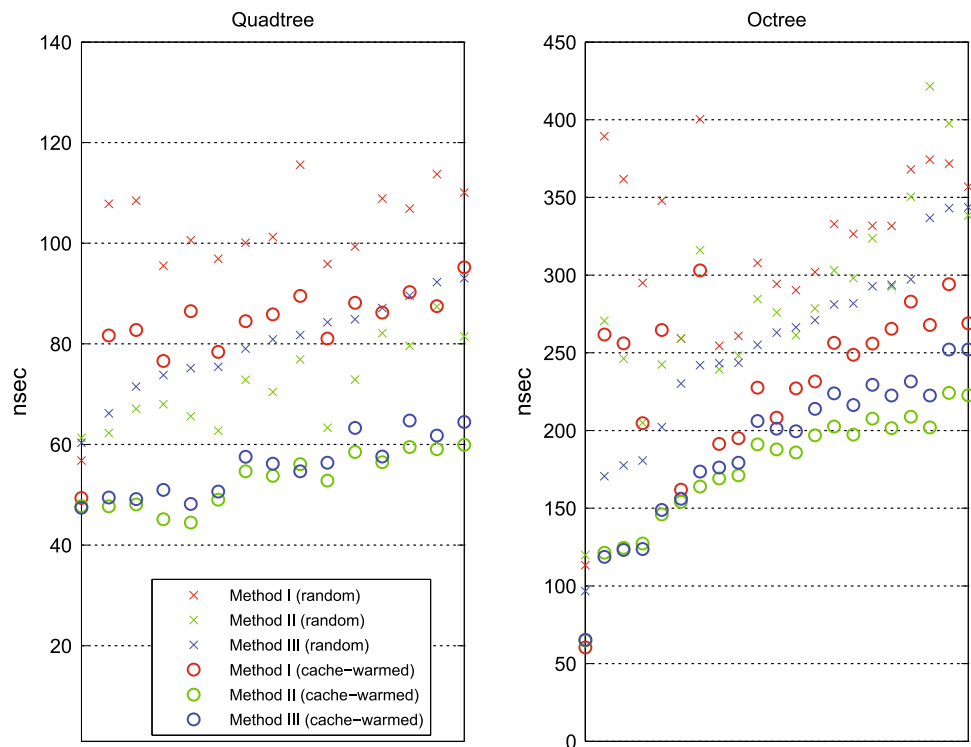 Quadtree
nsec
140
120
100
80
60
40
20
Method I (random)
Method II (random)
Method III (random)
Method I (cache-warmed)
Method II (cache-warmed)
Method III (cache-warmed)
Octree
nsec
450
400
350
300
250
200
150
100
50
0